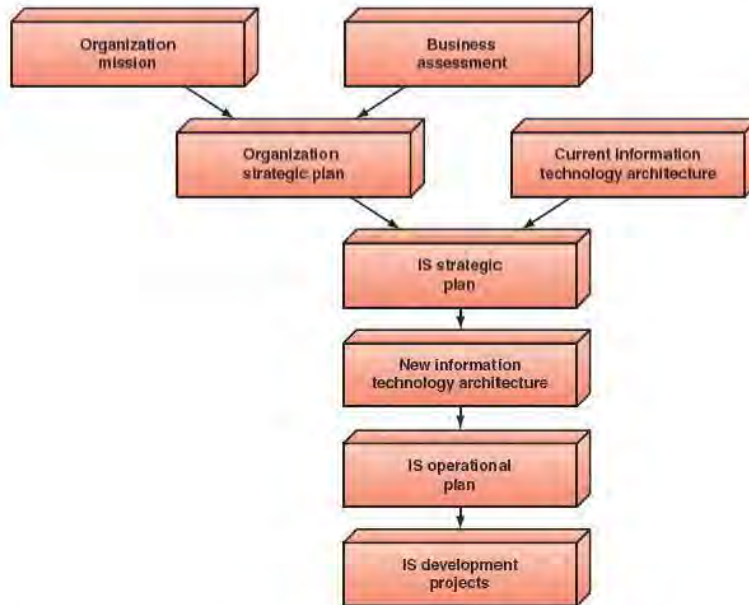 Organization
mission
Business
assessment
Organization
strategic plan
Current information
technology architecture
IS strategic
plan
New information
technology architecture
IS operational
plan
IS development
projects